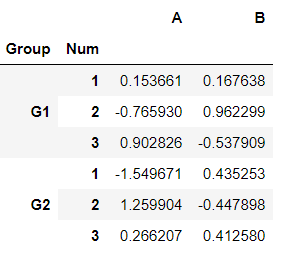 A B
Group Num
1 0.153661 0.167638
G1 2 -0.765930 0.962299
3 0.902826 -0.537909
1 -1.549671 0.435253
G2 2 1.259904 -0.447898
3 0.266207 0.412580